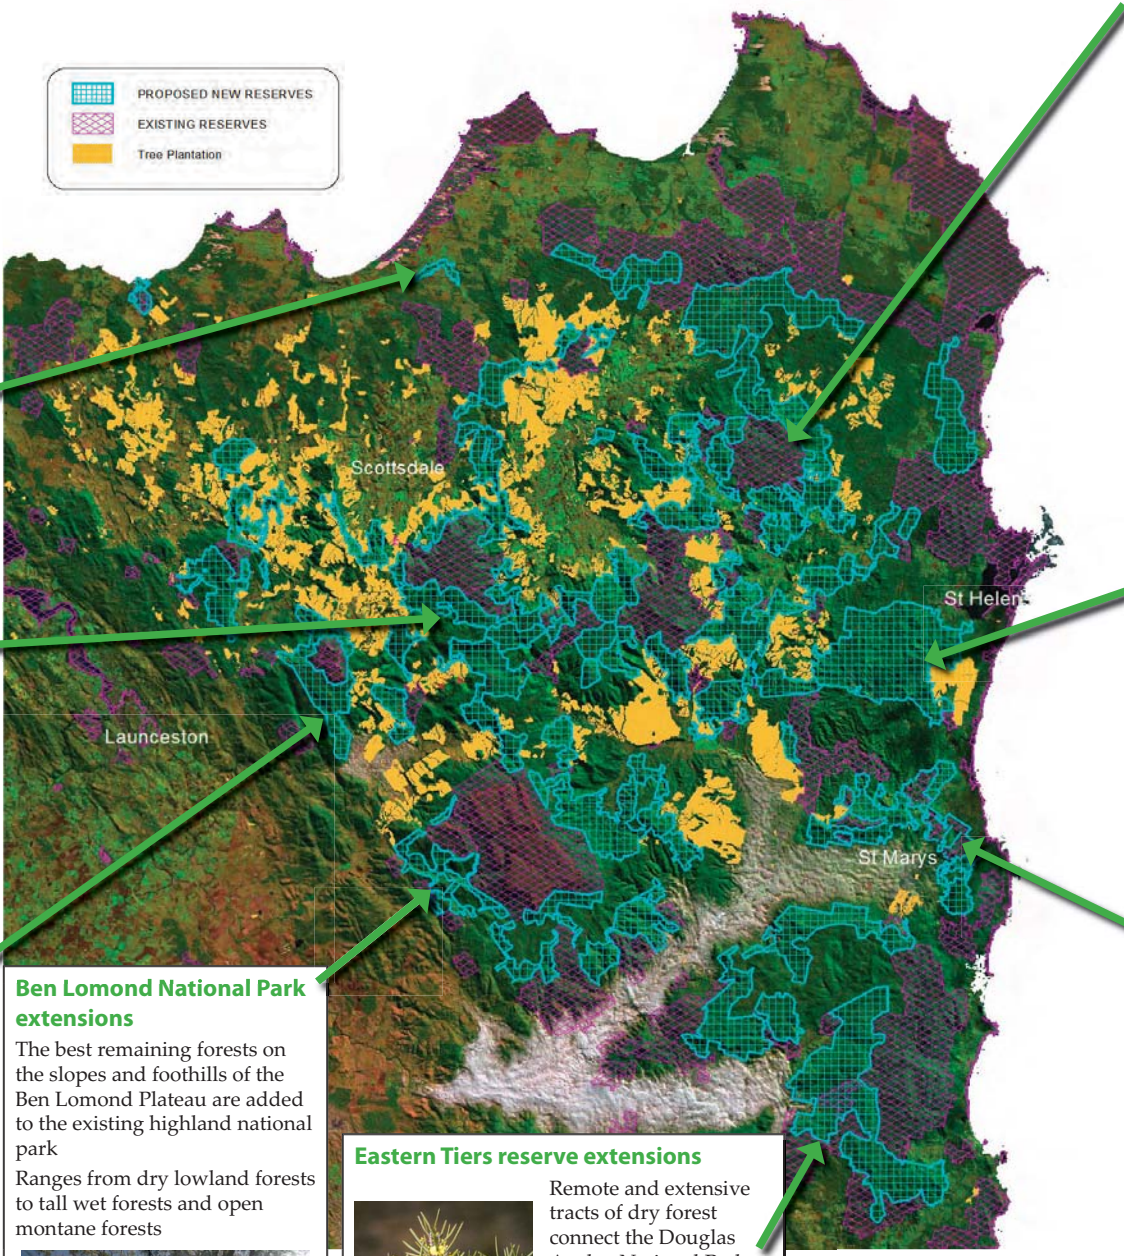 PROPOSED NEW RESERVES
EXISTING RESERVES
Tree Plantation
Scottsdale
St Helen
Launceston
St Marys
Ben Lomond National Park
extensions
The best remaining forests on
the slopes and foothills of the
Ben Lomond Plateau are added
to the existing highland national
park
Ranges from dry lowland forests
to tall wet forests and open
montane forests
Eastern Tiers reserve extensions
Remote and extensive
tracts of dry forest
connect the Douglas